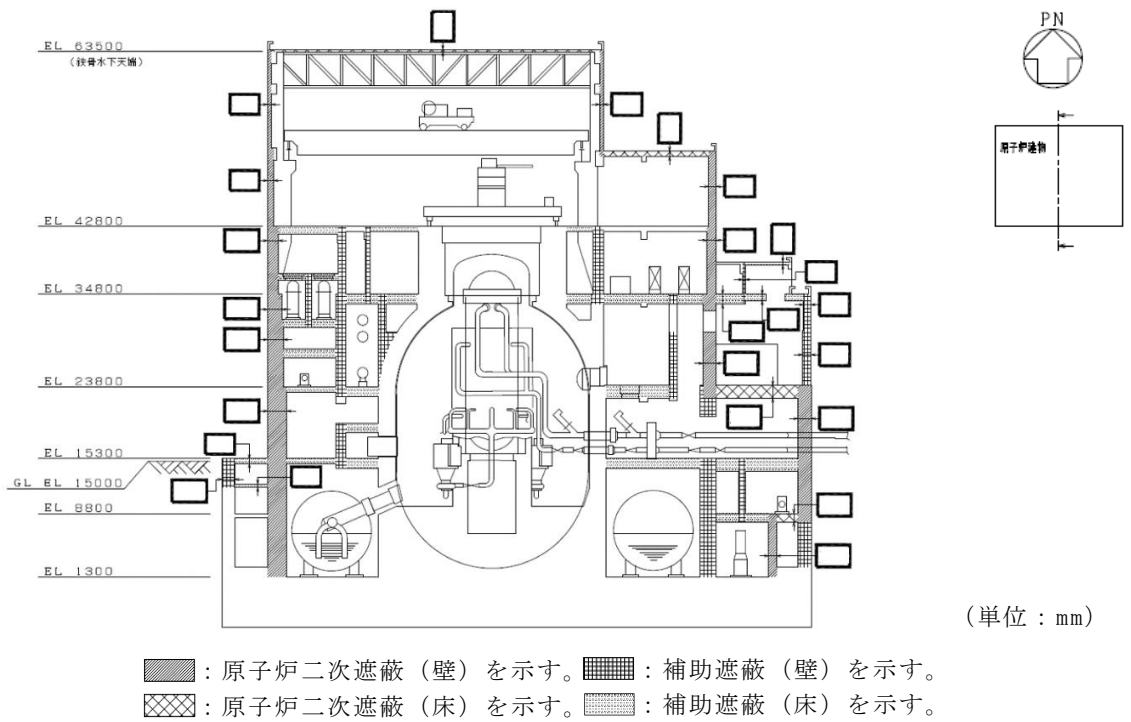 EL 63500
(鉄骨水下天端)
PN
原子炉建物
EL 42800
EL 34800
EL 23800
EL 15300
GL EL 15000
EL 8800
EL 1300
(単位:mm)
:原子炉二次遮蔽(壁)を示す。 :補助遮蔽(壁)を示す。
:原子炉二次遮蔽(床)を示す。 :補助遮蔽(床)を示す。